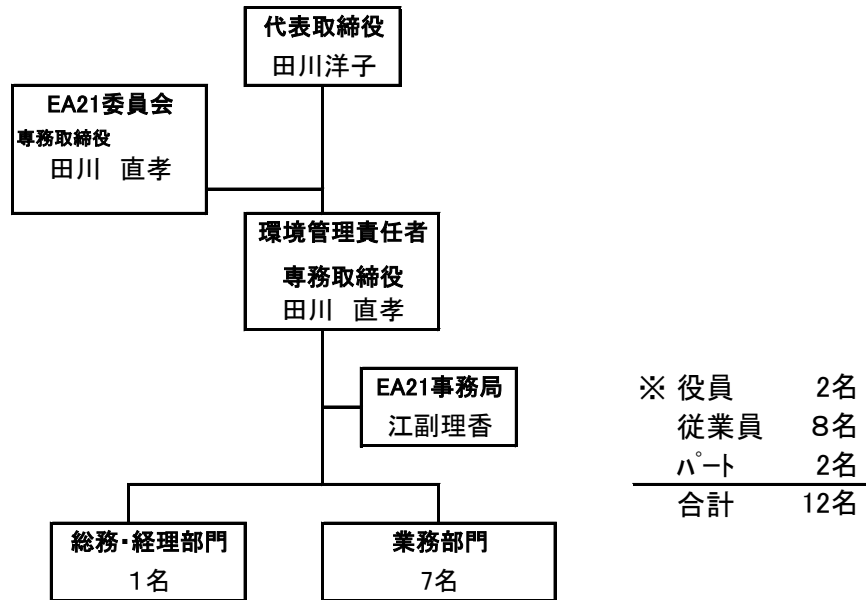 代表取締役
田川洋子
EA21委員会
専務取締役
田川　直孝
環境管理責任者
専務取締役
田川　直孝
EA21事務局
江副理香
※ 役員　2名
従業員　８名
ﾊﾟｰﾄ　2名
合計　12名
総務・経理部門
１名
業務部門
7名